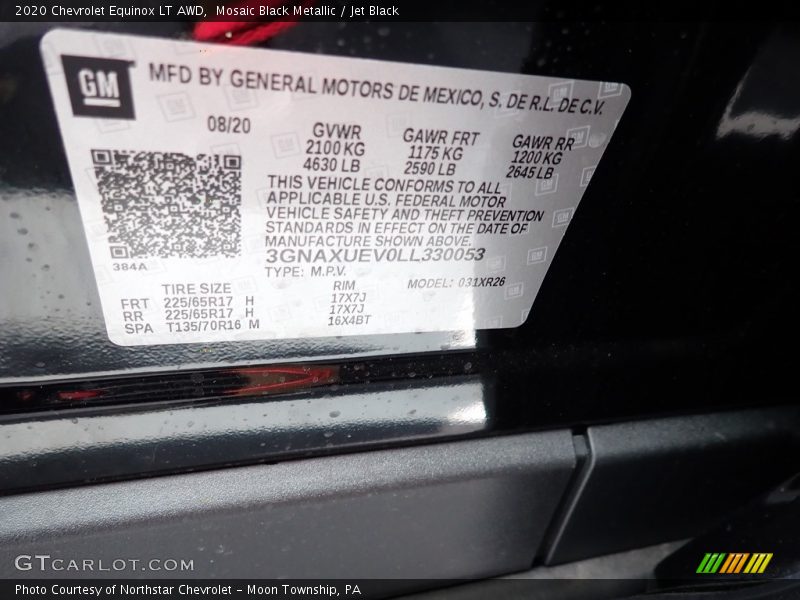 2020 Chevrolet Equinox LT AWD, Mosaic Black Metallic / Jet Black
GM
MFD BY GENERAL MOTORS DE MEXICO, S. DE R.L. DE C.V.
08/20
GVWR
2100 KG
4630 LB
GAWR FRT
1175 KG
2590 LB
GAWR RR
1200 KG
2645 LB
THIS VEHICLE CONFORMS TO ALL
APPLICABLE U.S. FEDERAL MOTOR
VEHICLE SAFETY AND THEFT PREVENTION
STANDARDS IN EFFECT ON THE DATE OF
MANUFACTURE SHOWN ABOVE.
3GNAXUEV0LL330053
384A
TYPE: M.P.V. MODEL: 031XR26
TIRE SIZE RIM
FRT 225/65R17 H 17X7J
RR 225/65R17 H 17X7J
SPA T135/70R16 M 16X4BT
GTCARLOT.COM
Photo Courtesy of Northstar Chevrolet - Moon Township, PA